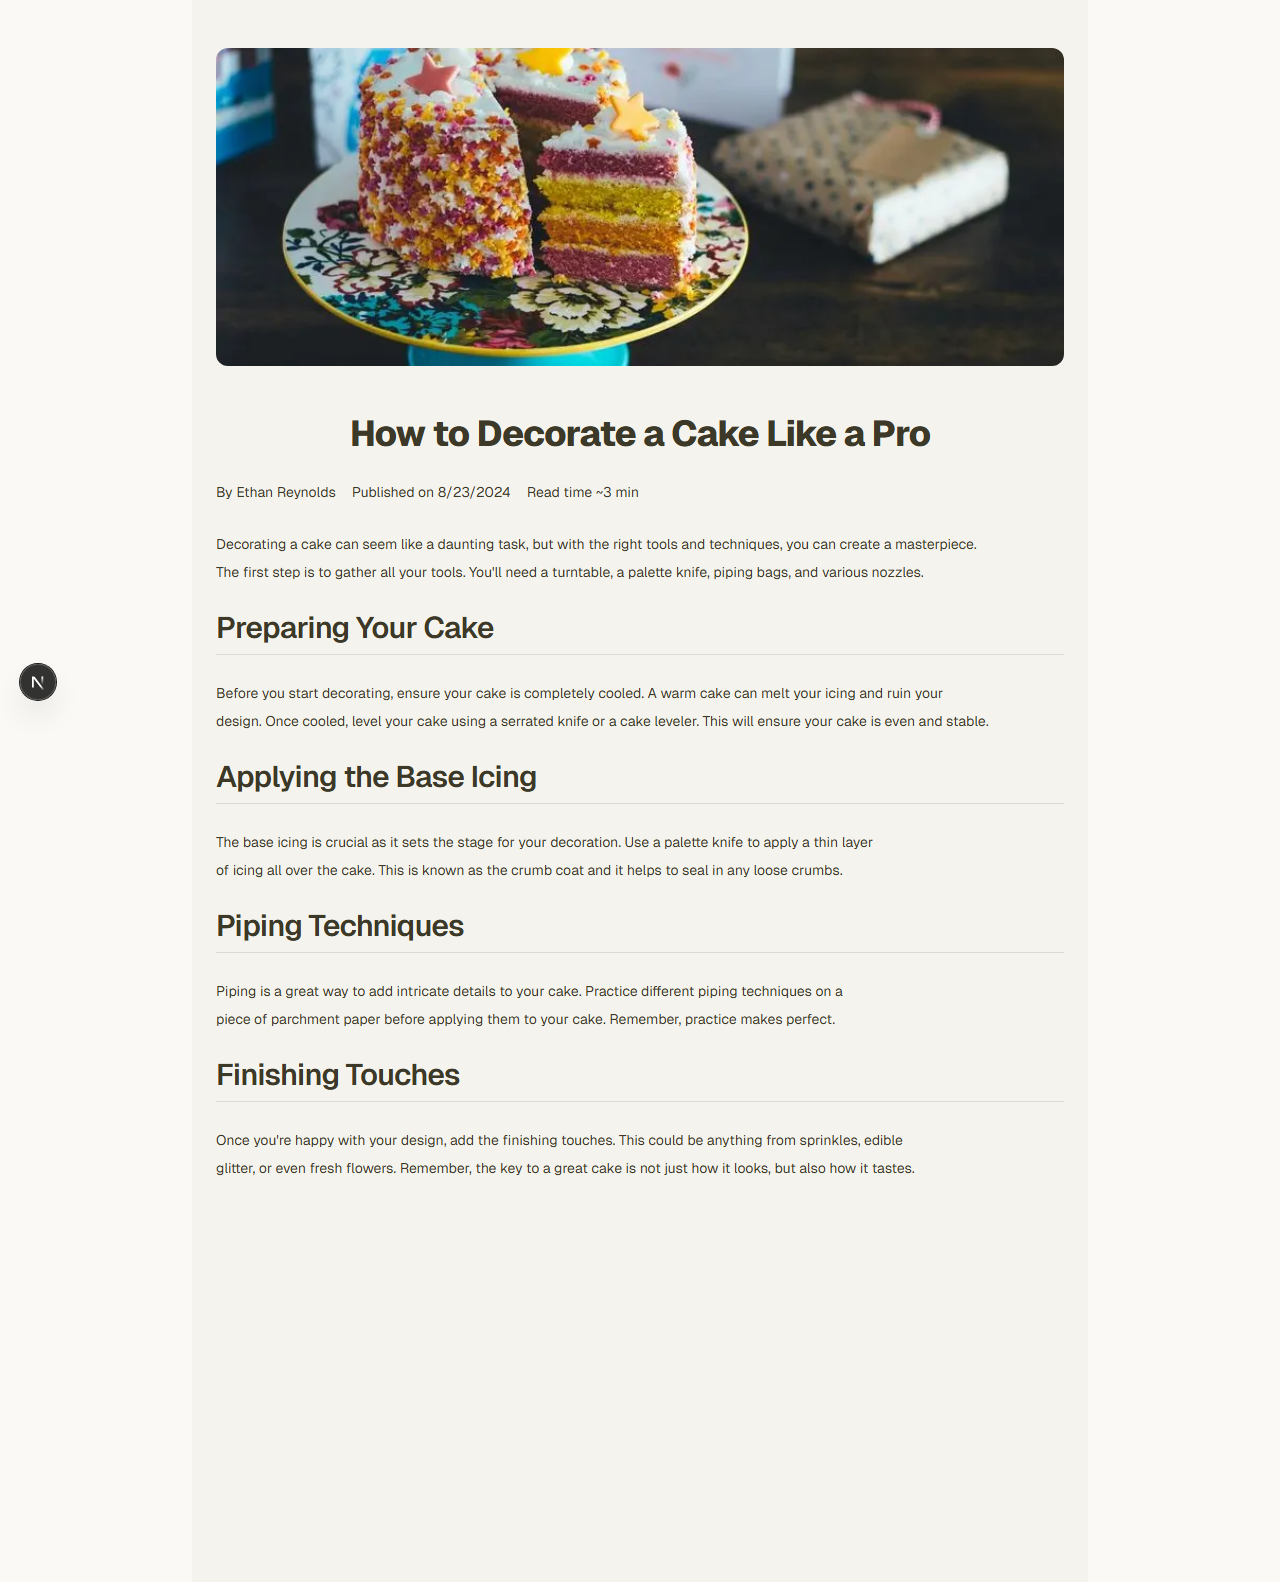 How to Decorate a Cake Like a Pro
By Ethan Reynolds Published on 8/23/2024 Read time ~3 min
Decorating a cake can seem like a daunting task, but with the right tools and techniques, you can create a masterpiece.
The first step is to gather all your tools. You'll need a turntable, a palette knife, piping bags, and various nozzles.
Preparing Your Cake
N
Before you start decorating, ensure your cake is completely cooled. A warm cake can melt your icing and ruin your
design. Once cooled, level your cake using a serrated knife or a cake leveler. This will ensure your cake is even and stable.
Applying the Base Icing
The base icing is crucial as it sets the stage for your decoration. Use a palette knife to apply a thin layer
of icing all over the cake. This is known as the crumb coat and it helps to seal in any loose crumbs.
Piping Techniques
Piping is a great way to add intricate details to your cake. Practice different piping techniques on a
piece of parchment paper before applying them to your cake. Remember, practice makes perfect.
Finishing Touches
Once you're happy with your design, add the finishing touches. This could be anything from sprinkles, edible
glitter, or even fresh flowers. Remember, the key to a great cake is not just how it looks, but also how it tastes.